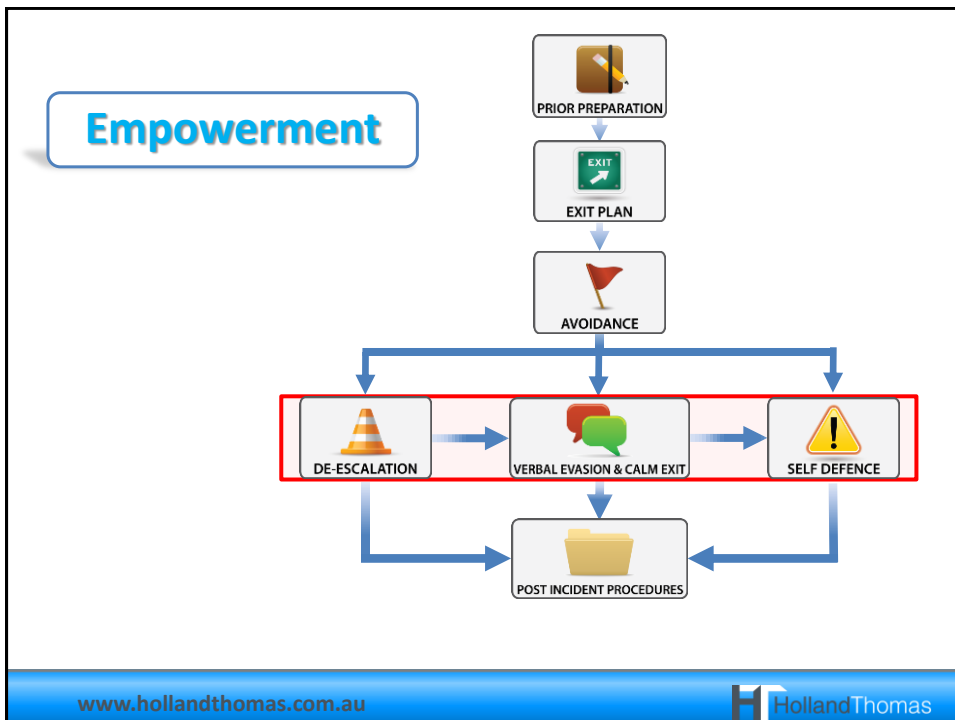 Empowerment
PRIOR PREPARATION
EXIT
EXIT PLAN
AVOIDANCE
DE-ESCALATION
VERBAL EVASION & CALM EXIT
!
SELF DEFENCE
POST INCIDENT PROCEDURES
www.hollandthomas.com.au
HT HollandThomas